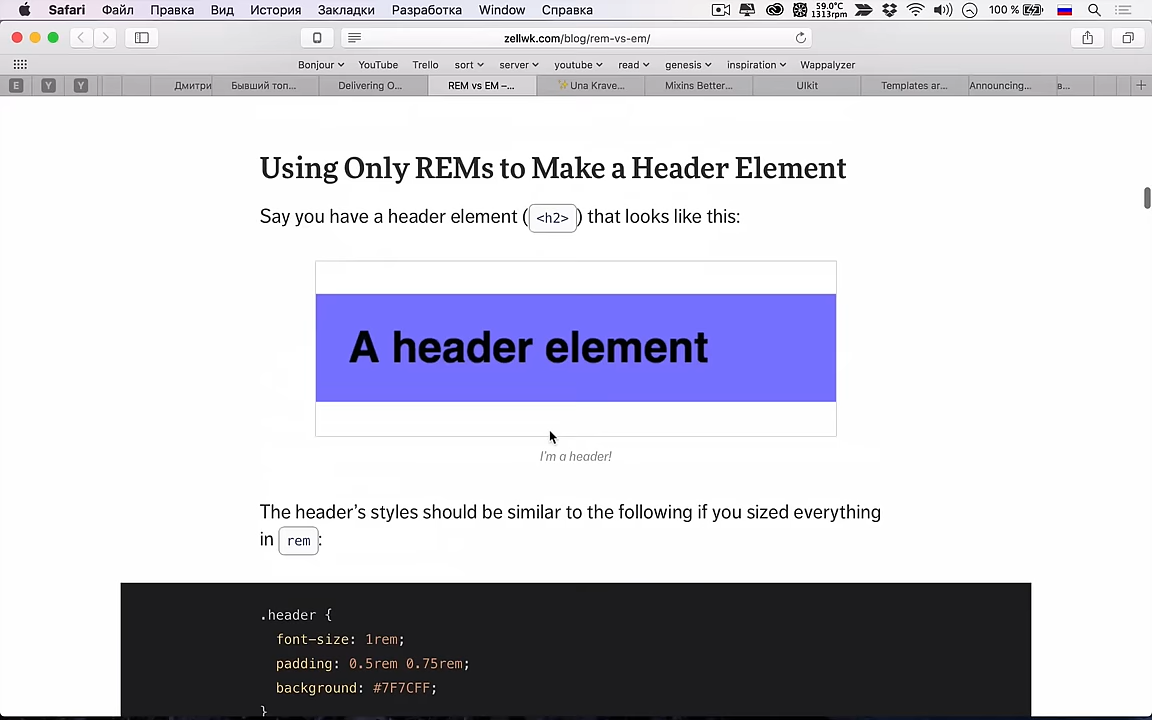 Safari Файл Правка Вид История Закладки Разработка Window Справка 59.0°C 1313rpm 100 %
zellwk.com/blog/rem-vs-em/
Bonjour YouTube Trello sort server youtube read genesis inspiration Wappalyzer
E Y Y Дмитри Бывший топ... Delivering O... REM vs EM –... ✨ Una Krave... Mixins Better... UIkit Templates ar... Announcing... в...
Using Only REMs to Make a Header Element
Say you have a header element ( <h2> ) that looks like this:
A header element
I'm a header!
The header’s styles should be similar to the following if you sized everything
in rem :
.header {
font-size: 1rem;
padding: 0.5rem 0.75rem;
background: #7F7CFF;
}